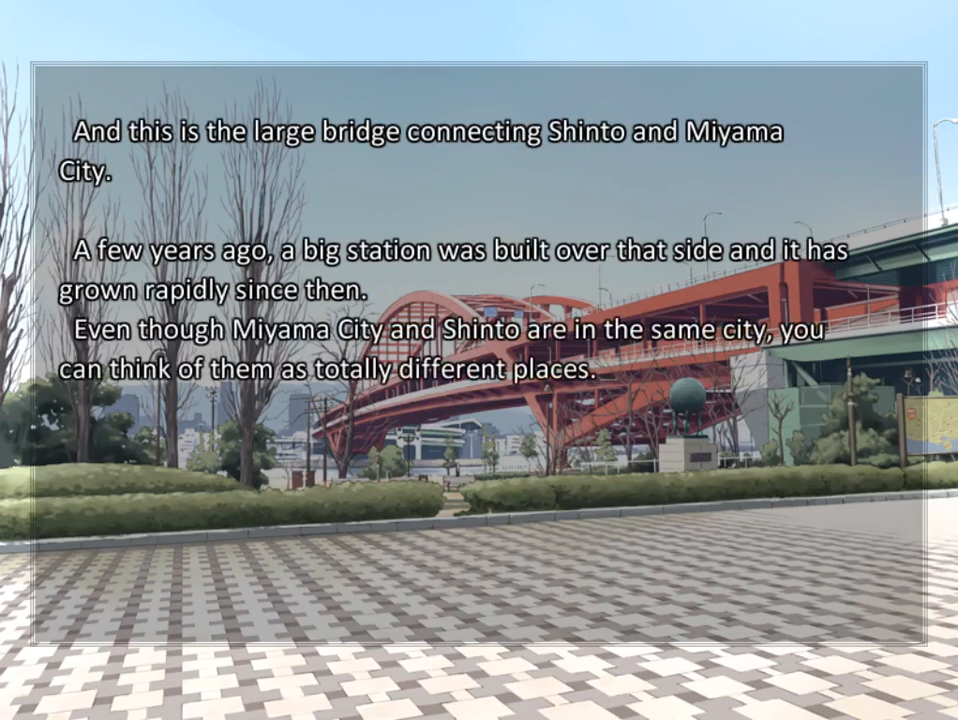 And this is the large bridge connecting Shinto and Miyama
City.
A few years ago, a big station was built over that side and it has
grown rapidly since then.
Even though Miyama City and Shinto are in the same city, you
can think of them as totally different places.